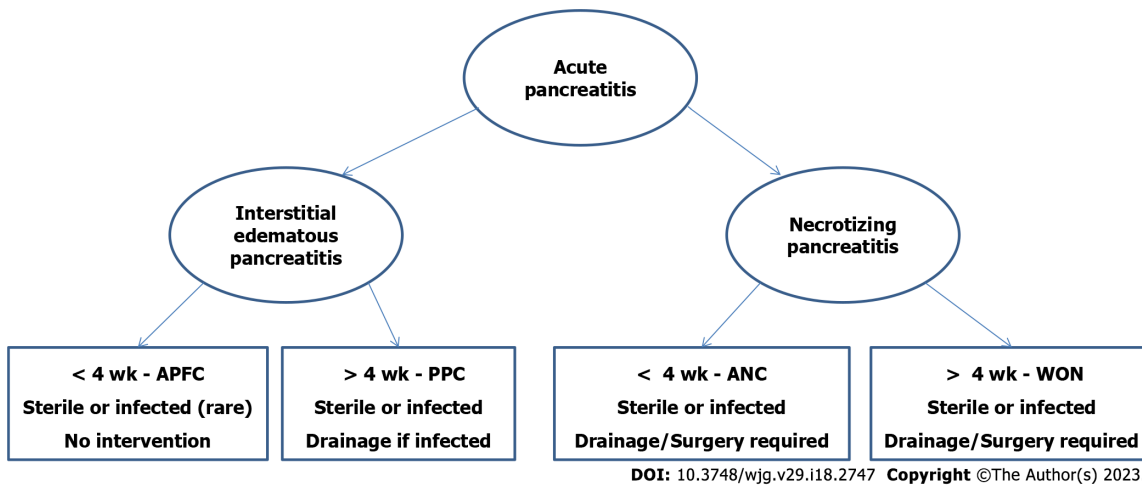 Acute
pancreatitis
Interstitial
edematous
pancreatitis
Necrotizing
pancreatitis
< 4 wk - APFC
Sterile or infected (rare)
No intervention
> 4 wk - PPC
Sterile or infected
Drainage if infected
< 4 wk - ANC
Sterile or infected
Drainage/Surgery required
> 4 wk - WON
Sterile or infected
Drainage/Surgery required
DOI: 10.3748/wjg.v29.i18.2747 Copyright ©The Author(s) 2023